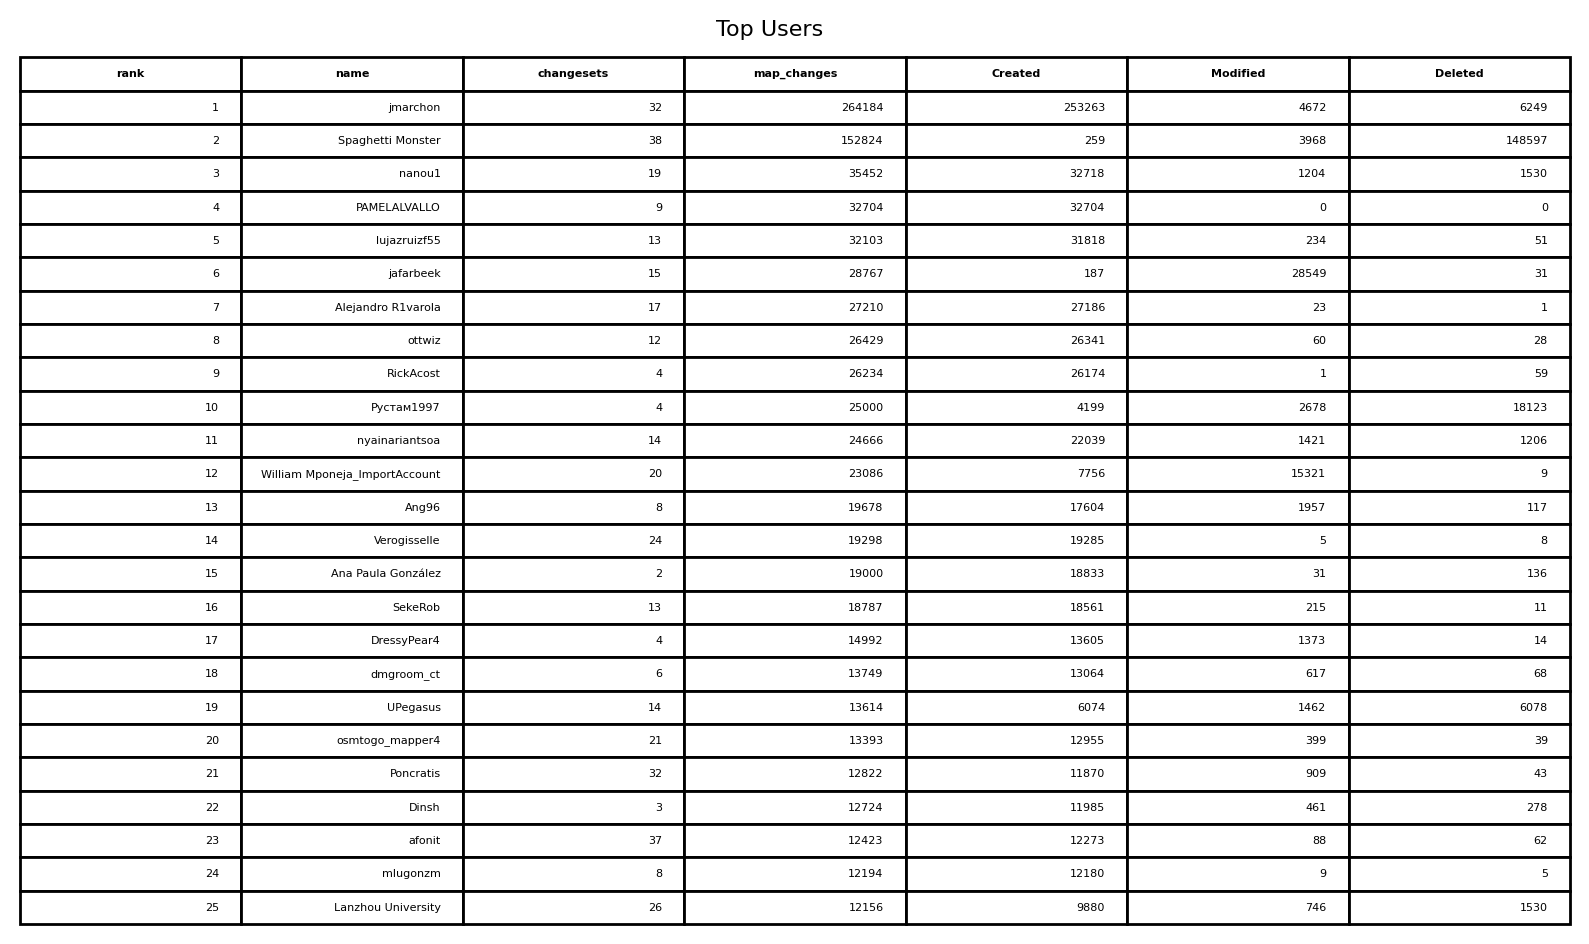 Top Users
rank name changesets map_changes Created Modified Deleted
1 jmarchon 32 264184 253263 4672 6249
2 Spaghetti Monster 38 152824 259 3968 148597
3 nanou1 19 35452 32718 1204 1530
4 PAMELALVALLO 9 32704 32704 0 0
5 lujazruizf55 13 32103 31818 234 51
6 jafarbeek 15 28767 187 28549 31
7 Alejandro R1varola 17 27210 27186 23 1
8 ottwiz 12 26429 26341 60 28
9 RickAcost 4 26234 26174 1 59
10 Рустам1997 4 25000 4199 2678 18123
11 nyainariantsoa 14 24666 22039 1421 1206
12 William Mponeja_ImportAccount 20 23086 7756 15321 9
13 Ang96 8 19678 17604 1957 117
14 Verogisselle 24 19298 19285 5 8
15 Ana Paula González 2 19000 18833 31 136
16 SekeRob 13 18787 18561 215 11
17 DressyPear4 4 14992 13605 1373 14
18 dmgroom_ct 6 13749 13064 617 68
19 UPegasus 14 13614 6074 1462 6078
20 osmtogo_mapper4 21 13393 12955 399 39
21 Poncratis 32 12822 11870 909 43
22 Dinsh 3 12724 11985 461 278
23 afonit 37 12423 12273 88 62
24 mlugonzm 8 12194 12180 9 5
25 Lanzhou University 26 12156 9880 746 1530